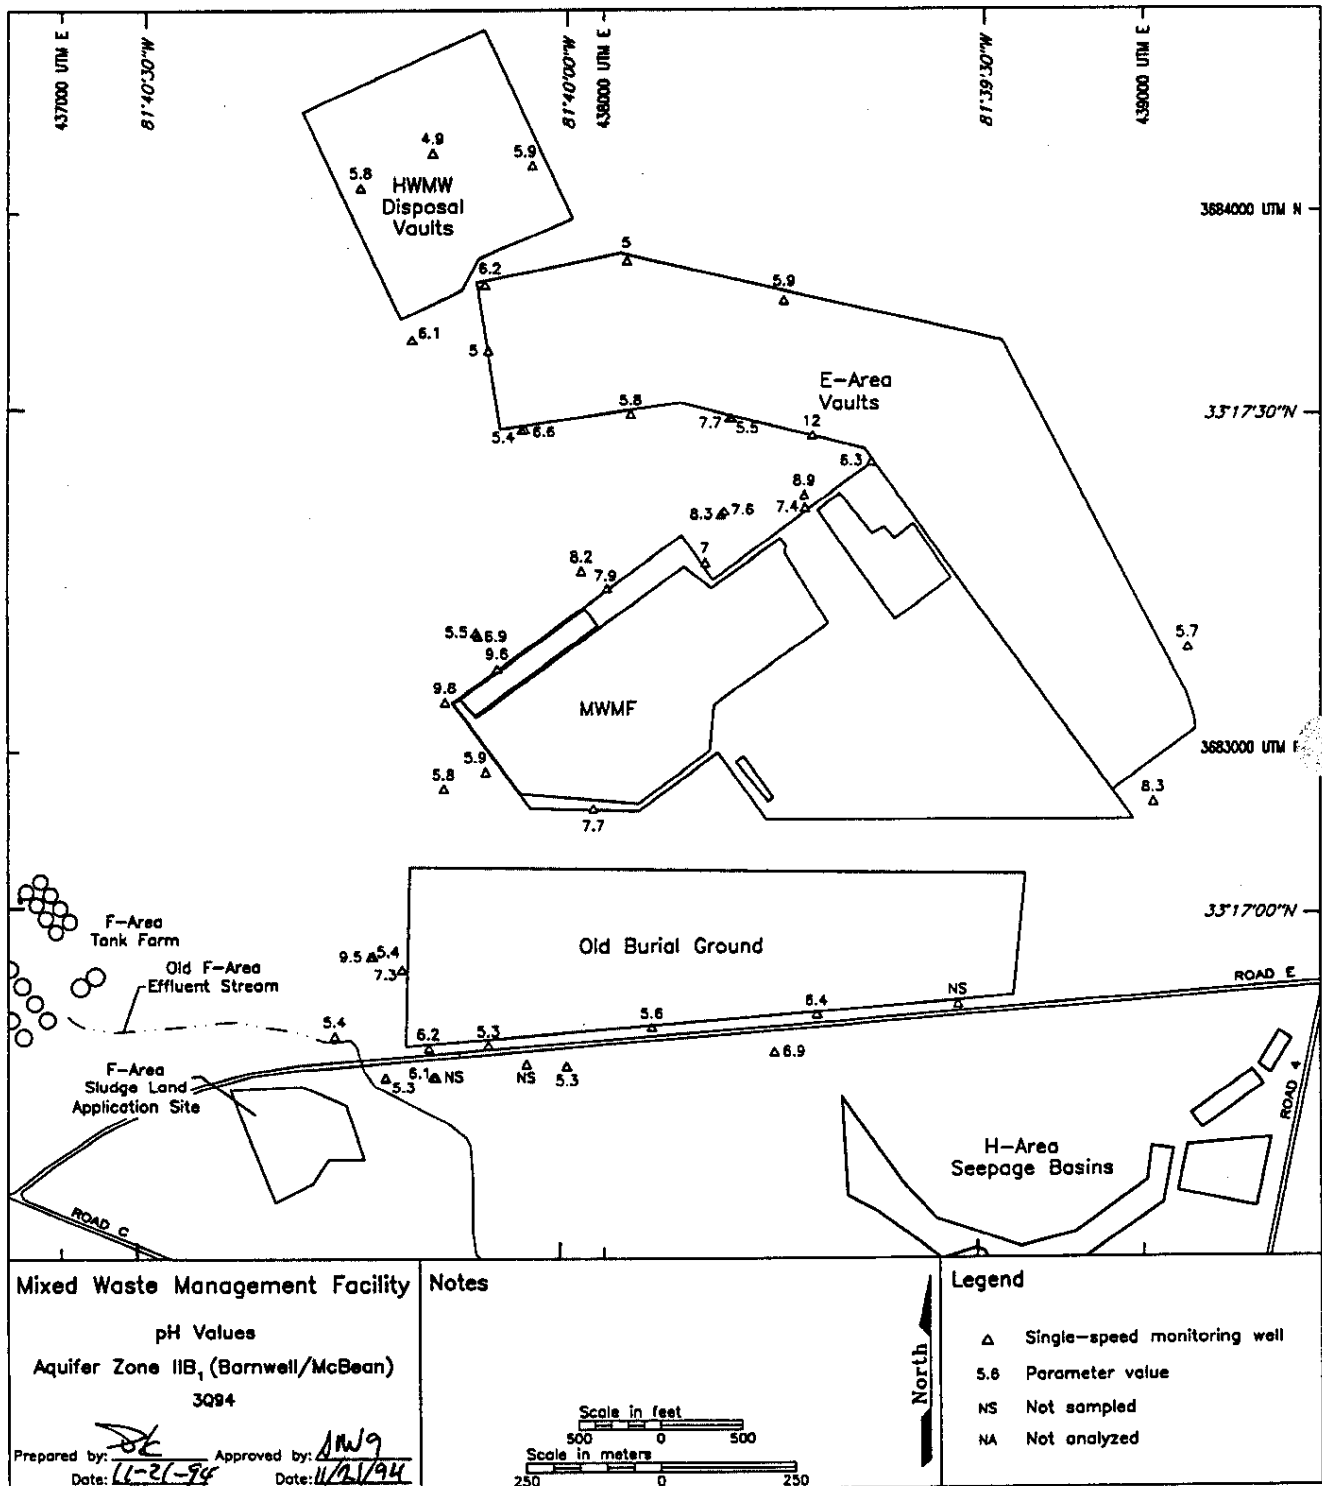 437000 UTM E
81°40'30"W
81°40'00"W
438000 UTM E
81°39'30"W
439000 UTM E
4.9
5.9
5.8
HWMW
Disposal
Vaults
3684000 UTM N
5
6.2
5.9
6.1
5
E-Area
Vaults
5.8
33°17'30"N
7.7
5.5
12
5.4
6.6
6.3
8.9
7.4
8.3
7.6
7
8.2
7.9
5.5
6.9
9.6
5.7
9.8
MWMF
3683000 UTM
5.9
5.8
8.3
7.7
F-Area
Tank Farm
33°17'00"N
Old Burial Ground
9.5
5.4
7.3
Old F-Area
Effluent Stream
ROAD E
NS
6.4
5.6
5.4
6.2
5.3
6.9
F-Area
Sludge Land
Application Site
5.3
6.1
NS
NS
5.3
ROAD 4
H-Area
Seepage Basins
ROAD C
Mixed Waste Management Facility
pH Values
Aquifer Zone IIB₁ (Barnwell/McBean)
3Q94
Prepared by:
Approved by:
Date: 11-21-94
Date: 11/21/94
Notes
Scale in feet
500 0 500
Scale in meters
250 0 250
North
Legend
Single-speed monitoring well
5.6 Parameter value
NS Not sampled
NA Not analyzed